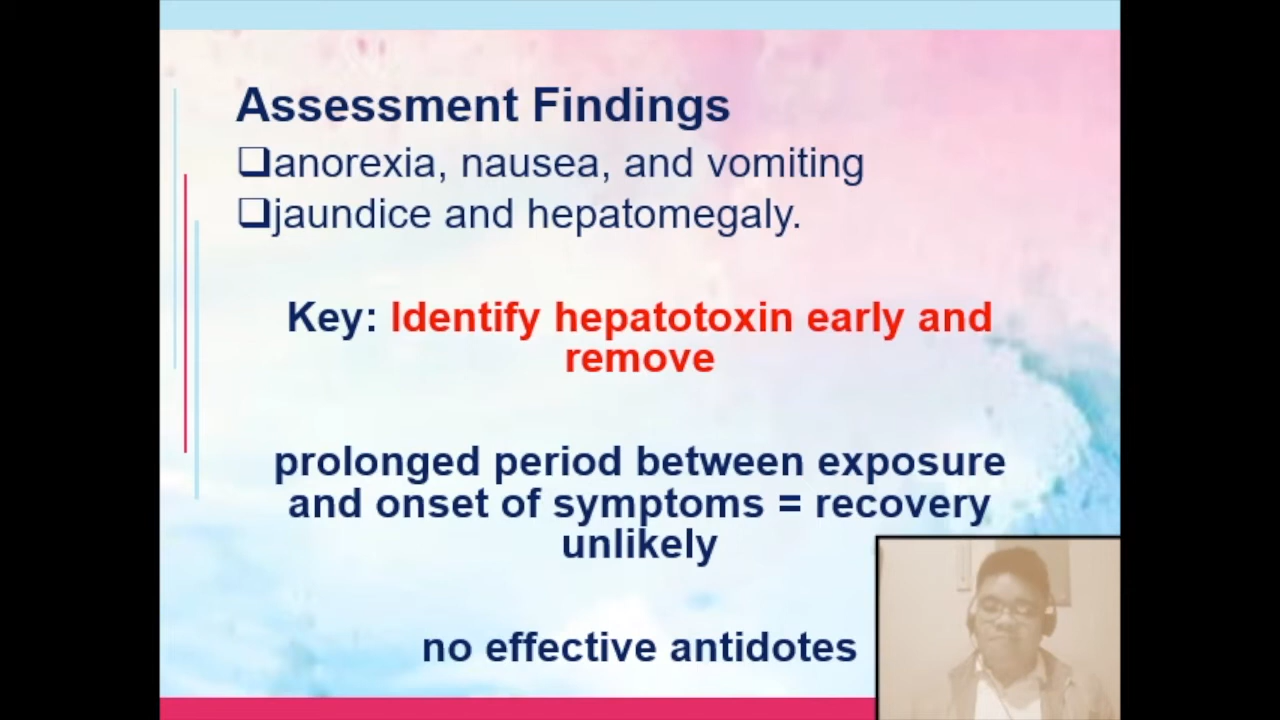 Assessment Findings
❑anorexia, nausea, and vomiting
❑jaundice and hepatomegaly.
Key: Identify hepatotoxin early and
remove
prolonged period between exposure
and onset of symptoms = recovery
unlikely
no effective antidotes